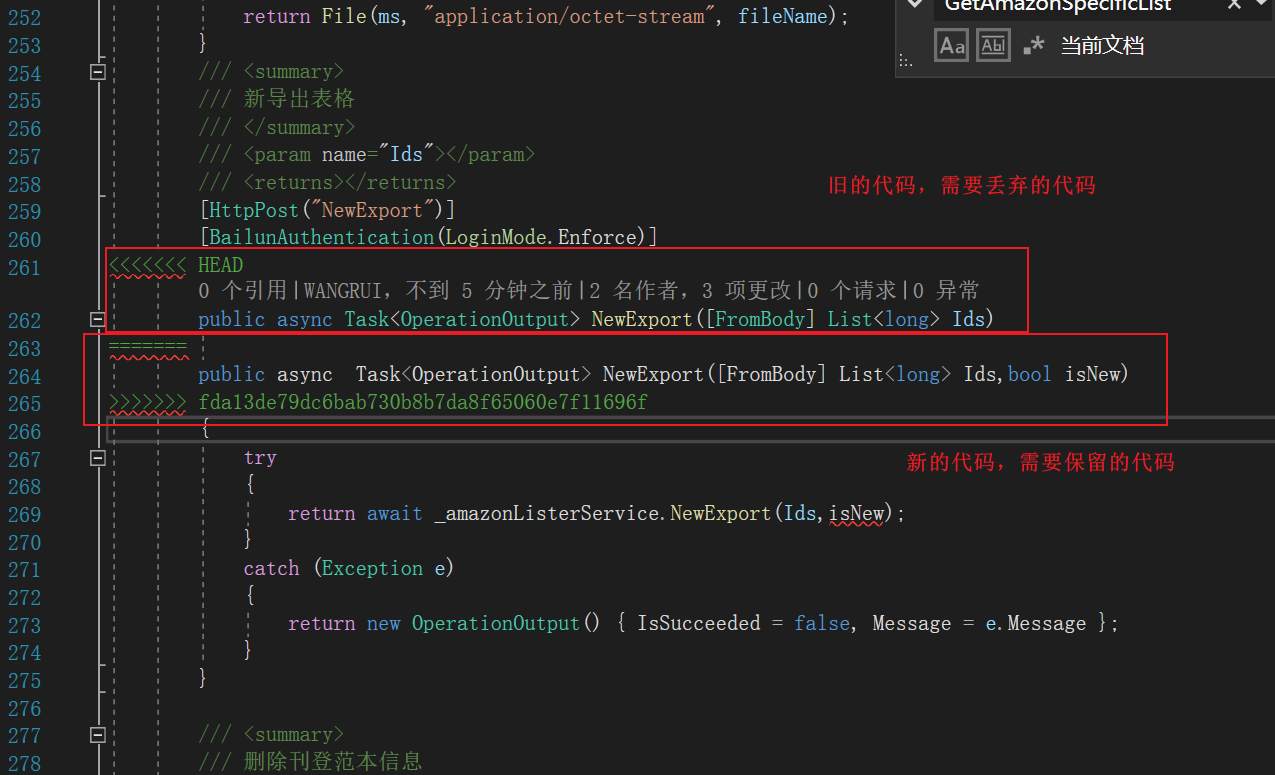 GetAmazonSpecificList
Aa Abl .* 当前文档
252 return File(ms, "application/octet-stream", fileName);
253 }
254 /// <summary>
255 /// 新导出表格
256 /// </summary>
257 /// <param name="Ids"></param>
258 /// <returns></returns>
旧的代码，需要丢弃的代码
259 [HttpPost("NewExport")]
260 [BailunAuthentication(LoginMode.Enforce)]
261 <<<<<<< HEAD
0 个引用|WANGRUI，不到 5 分钟之前|2 名作者，3 项更改|0 个请求|0 异常
262 public async Task<OperationOutput> NewExport([FromBody] List<long> Ids)
263 =======
264 public async  Task<OperationOutput> NewExport([FromBody] List<long> Ids,bool isNew)
265 >>>>>>> fda13de79dc6bab730b8b7da8f65060e7f11696f
266 {
267 try
新的代码，需要保留的代码
268 {
269 return await _amazonListerService.NewExport(Ids,isNew);
270 }
271 catch (Exception e)
272 {
273 return new OperationOutput() { IsSucceeded = false, Message = e.Message };
274 }
275 }
276
277 /// <summary>
278 /// 删除刊登范本信息